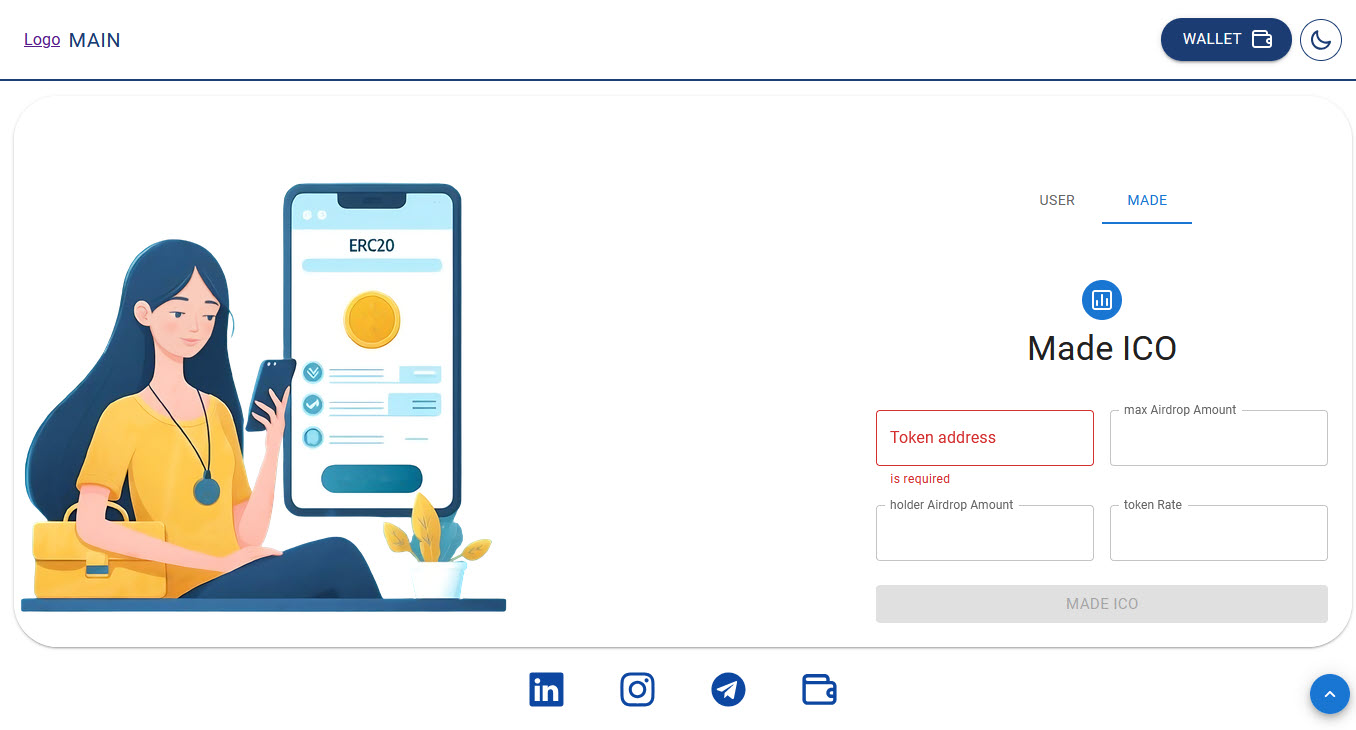 Logo MAIN
WALLET
USER MADE
ERC20
Made ICO
Token address
max Airdrop Amount
is required
holder Airdrop Amount
token Rate
MADE ICO
in